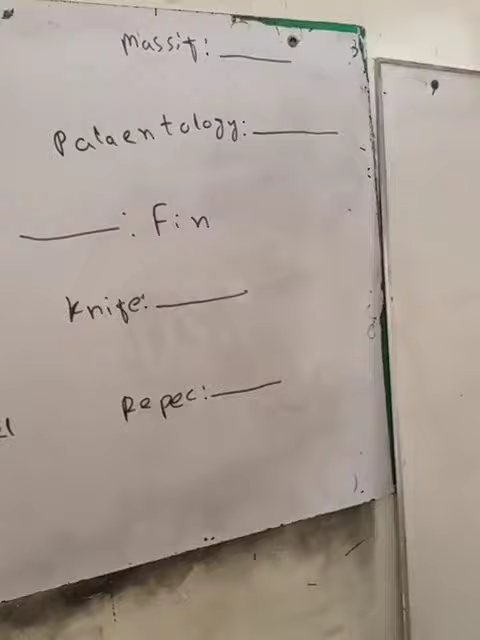 Massif: ____
Palaentology: ____
____: Fin
Knife: ____
Repec: ____